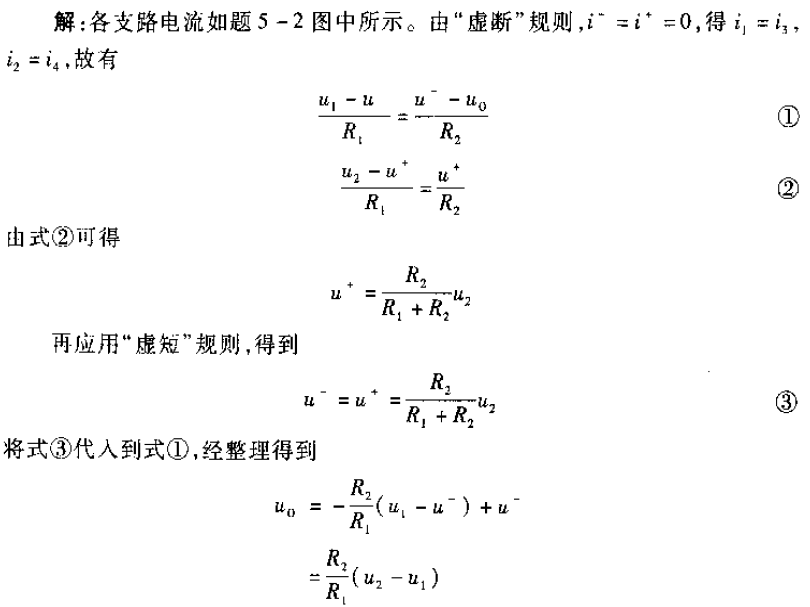 解:各支路电流如题5-2图中所示。由“虚断”规则,i⁻ = i⁺ = 0,得 i₁ = i₃,
i₂ = i₄,故有
(u₁ - u)/R₁ = (u⁻ - u₀)/R₂ ①
(u₂ - u⁺)/R₁ = u⁺/R₂ ②
由式②可得
u⁺ = R₂/(R₁ + R₂) u₂
再应用“虚短”规则,得到
u⁻ = u⁺ = R₂/(R₁ + R₂) u₂ ③
将式③代入到式①,经整理得到
u₀ = -R₂/R₁ (u₁ - u⁻) + u⁻
= R₂/R₁ (u₂ - u₁)